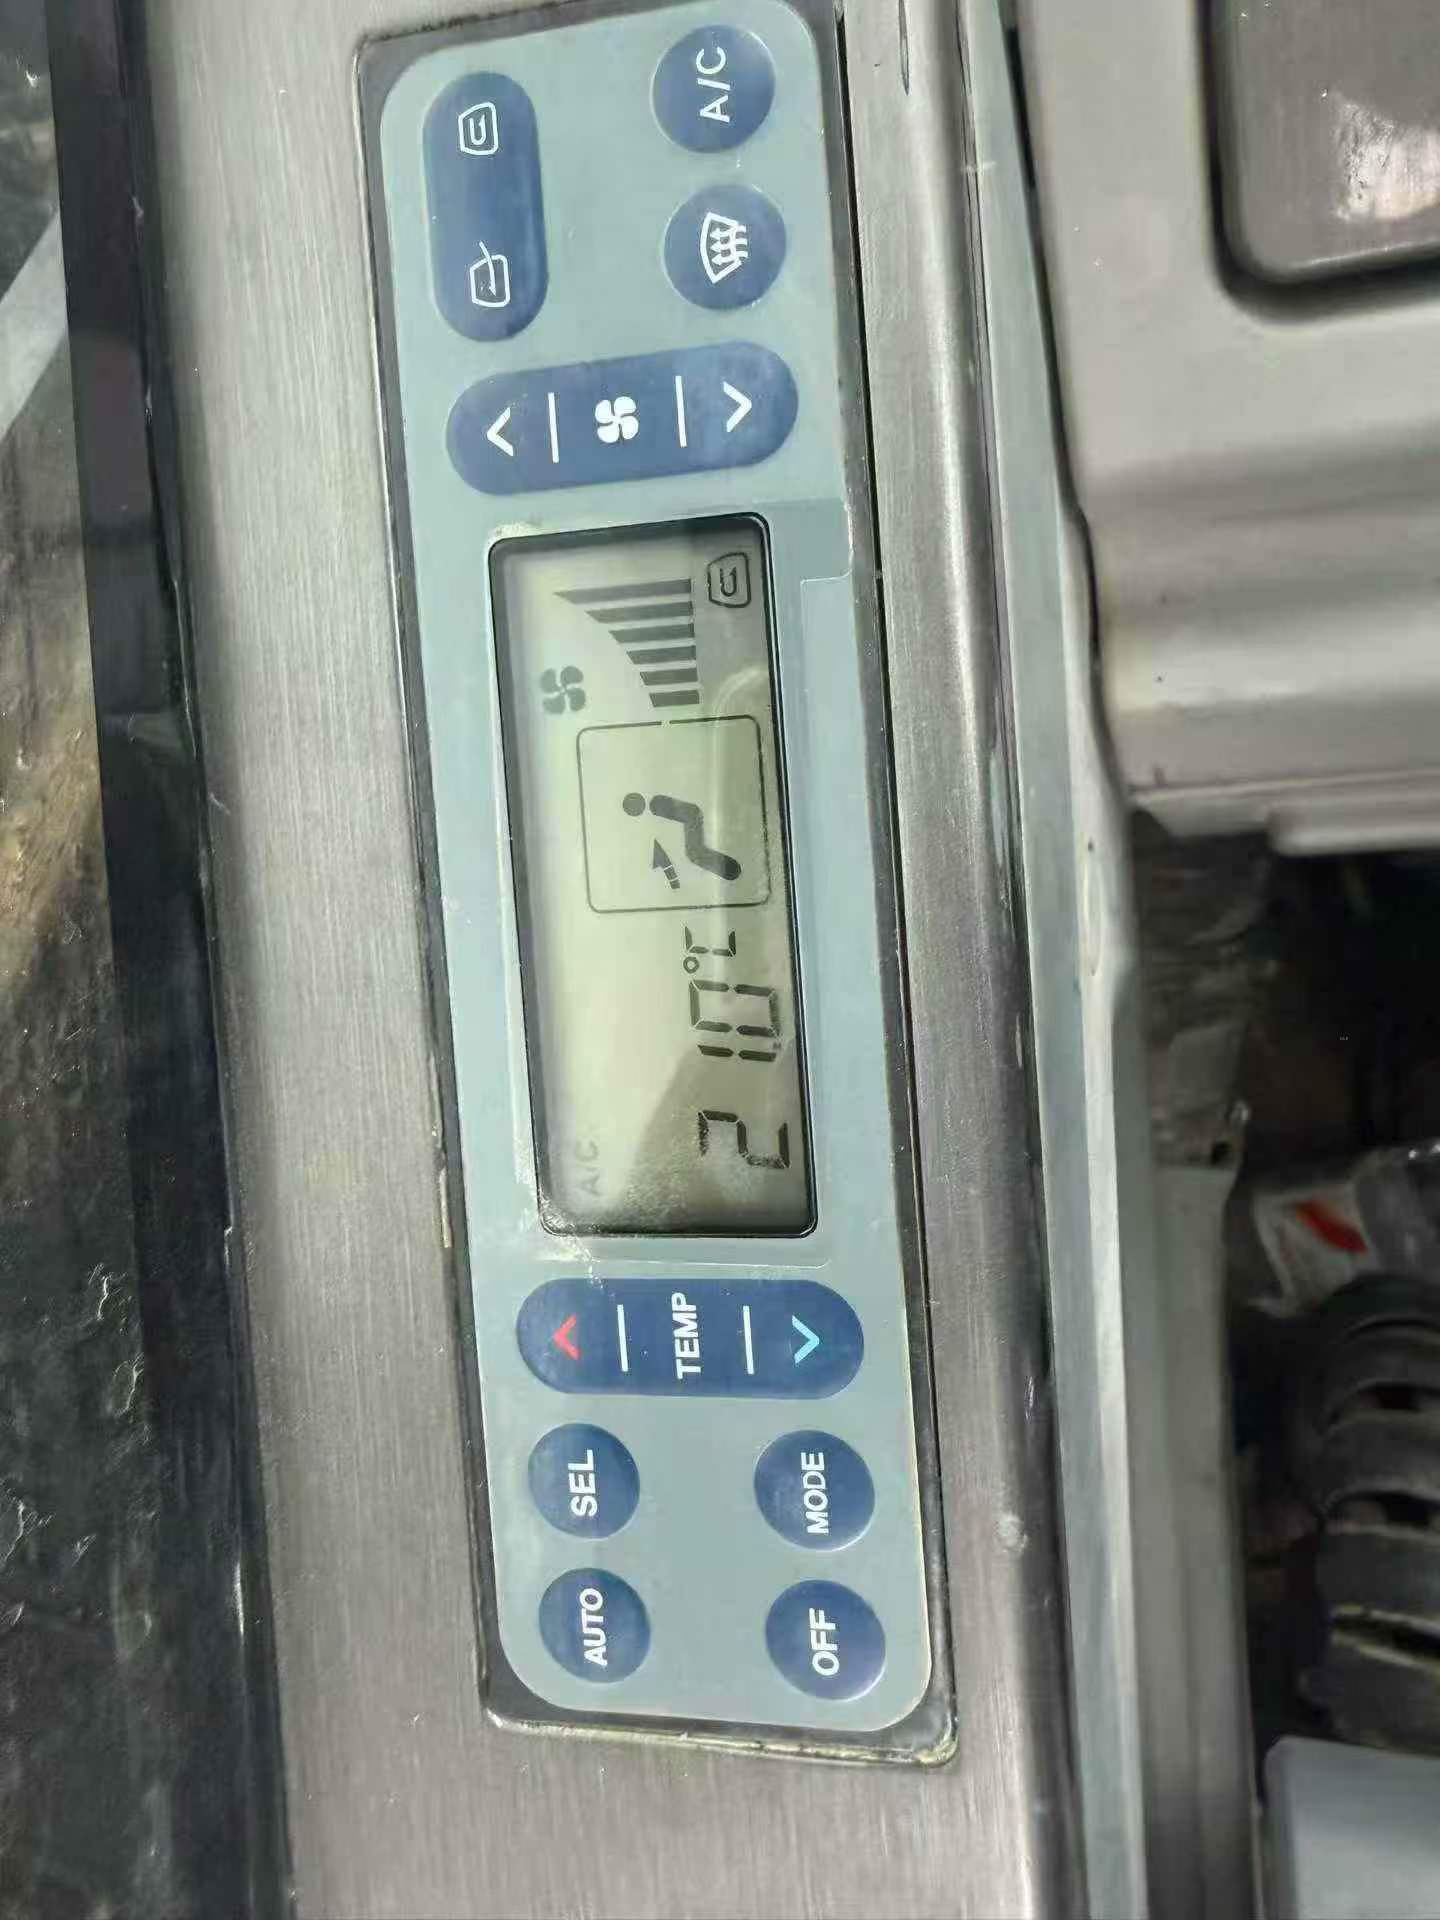 AUTO
SEL
TEMP
A/C
21.0°C
A/C
OFF
MODE